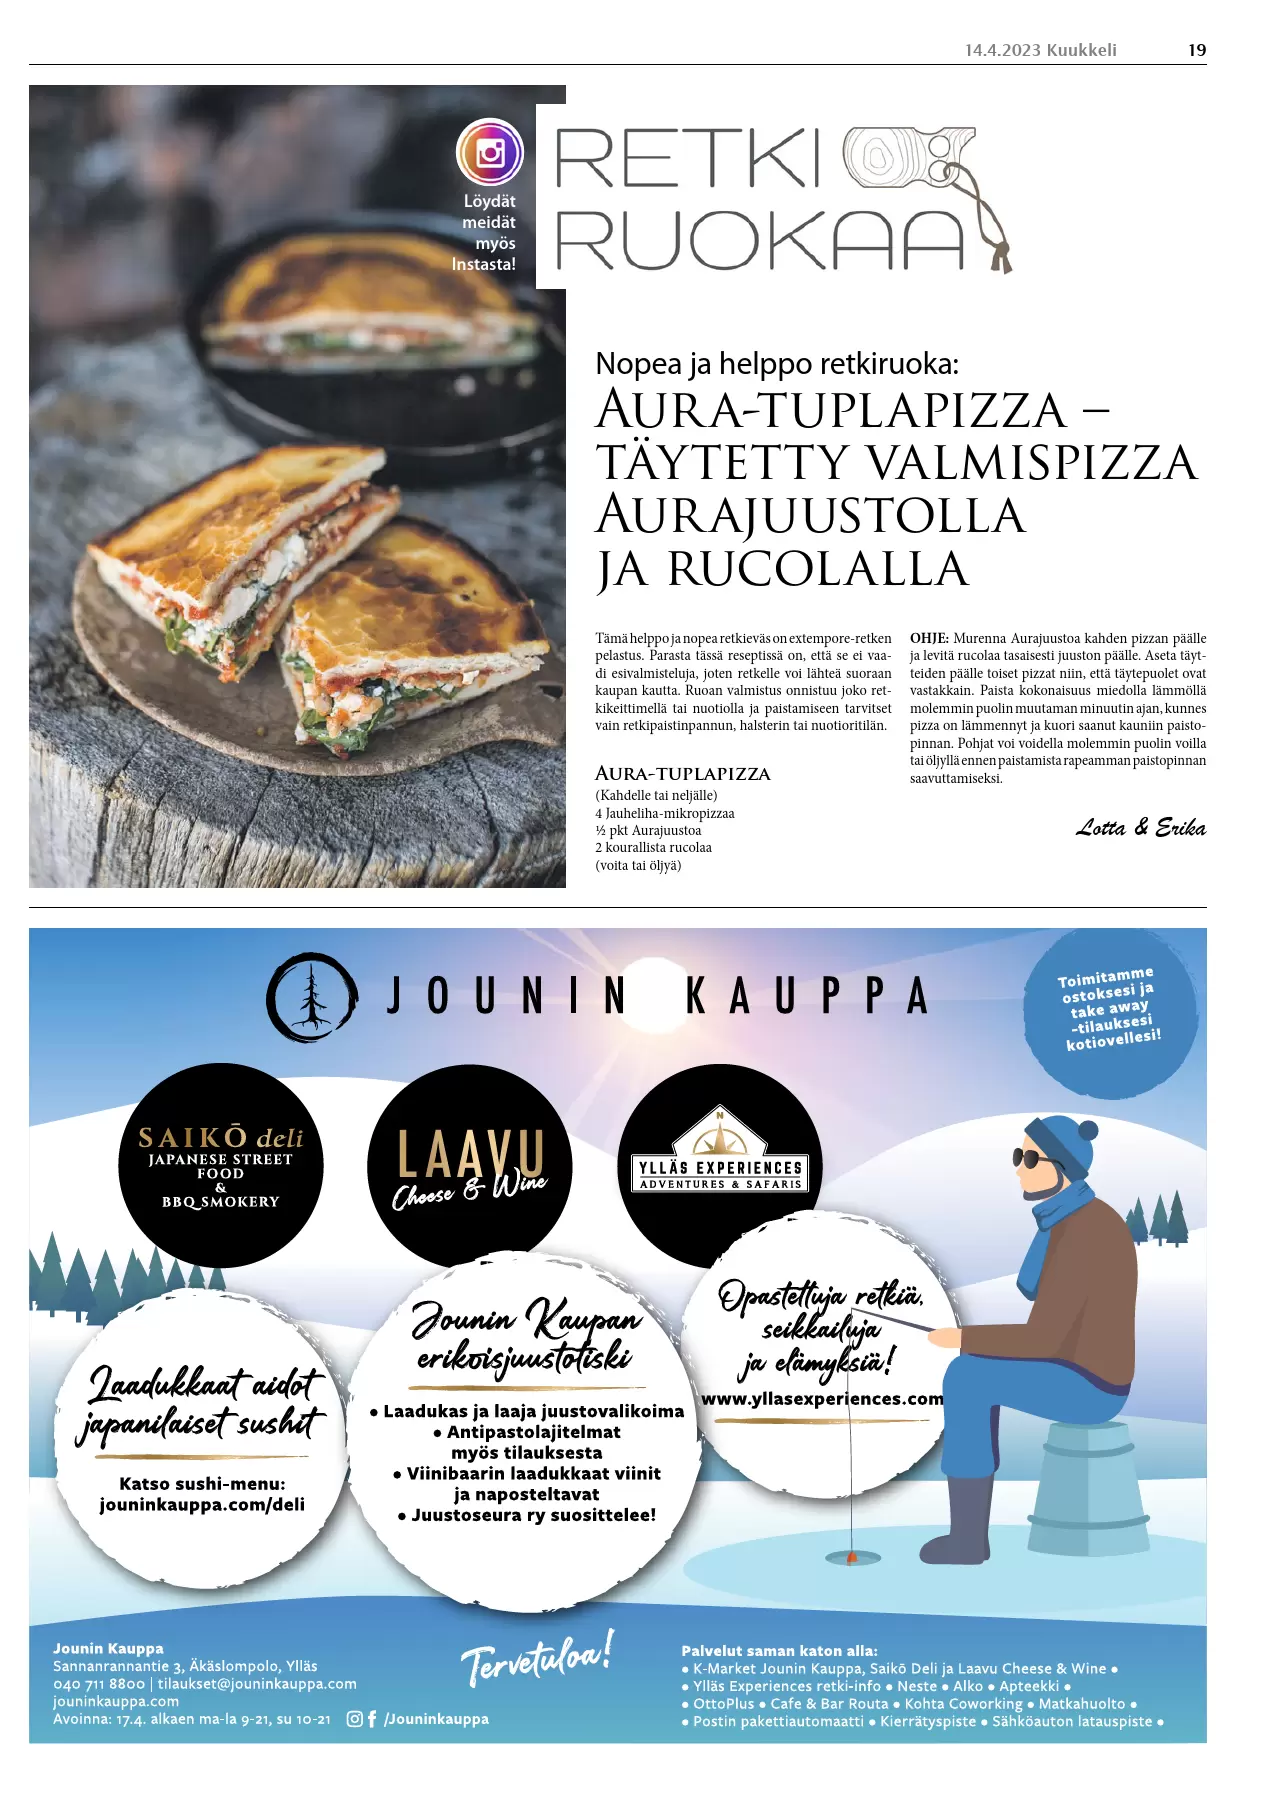 14.4.2023 Kuukkeli 19
Löydät
meidät
myös
Instasta!
RETKI
RUOKAA
Nopea ja helppo retkiruoka:
Aura-tuplapizza –
täytetty valmispizza
Aurajuustolla
ja rucolalla
Tämä helppo ja nopea retkieväs on extempore-retken
pelastus. Parasta tässä reseptissä on, että se ei vaa-
di esivalmisteluja, joten retkelle voi lähteä suoraan
kaupan kautta. Ruoan valmistus onnistuu joko ret-
kikeittimellä tai nuotiolla ja paistamiseen tarvitset
vain retkipaistinpannun, halsterin tai nuotioritilän.
Aura-tuplapizza
(Kahdelle tai neljälle)
4 Jauheliha-mikropizzaa
½ pkt Aurajuustoa
2 kourallista rucolaa
(voita tai öljyä)
OHJE: Murenna Aurajuustoa kahden pizzan päälle
ja levitä rucolaa tasaisesti juuston päälle. Aseta täyt-
teiden päälle toiset pizzat niin, että täytepuolet ovat
vastakkain. Paista kokonaisuus miedolla lämmöllä
molemmin puolin muutaman minuutin ajan, kunnes
pizza on lämmennyt ja kuori saanut kauniin paisto-
pinnan. Pohjat voi voidella molemmin puolin voilla
tai öljyllä ennen paistamista rapeamman paistopinnan
saavuttamiseksi.
Lotta & Erika
JOUNIN KAUPPA
Toimitamme
ostoksesi ja
take away
-tilauksesi
kotiovellesi!
SAIKŌ deli
JAPANESE STREET
FOOD
&
BBQ SMOKERY
LAAVU
Cheese & Wine
N
YLLÄS EXPERIENCES
ADVENTURES & SAFARIS
Laadukkaat aidot
japanilaiset sushit
Katso sushi-menu:
jouninkauppa.com/deli
Jounin Kaupan
erikoisjuustotiski
● Laadukas ja laaja juustovalikoima
● Antipastolajitelmat
myös tilauksesta
● Viinibaarin laadukkaat viinit
ja naposteltavat
● Juustoseura ry suosittelee!
Opastettuja retkiä,
seikkailuja
ja elämyksiä!
www.yllasexperiences.com
Jounin Kauppa
Sannanrannantie 3, Äkäslompolo, Ylläs
040 711 8800 | tilaukset@jouninkauppa.com
jouninkauppa.com
Avoinna: 17.4. alkaen ma-la 9-21, su 10-21 /Jouninkauppa
Tervetuloa!
Palvelut saman katon alla:
● K-Market Jounin Kauppa, Saikō Deli ja Laavu Cheese & Wine ●
● Ylläs Experiences retki-info ● Neste ● Alko ● Apteekki ●
● OttoPlus ● Cafe & Bar Routa ● Kohta Coworking ● Matkahuolto ●
● Postin pakettiautomaatti ● Kierrätyspiste ● Sähköauton latauspiste ●